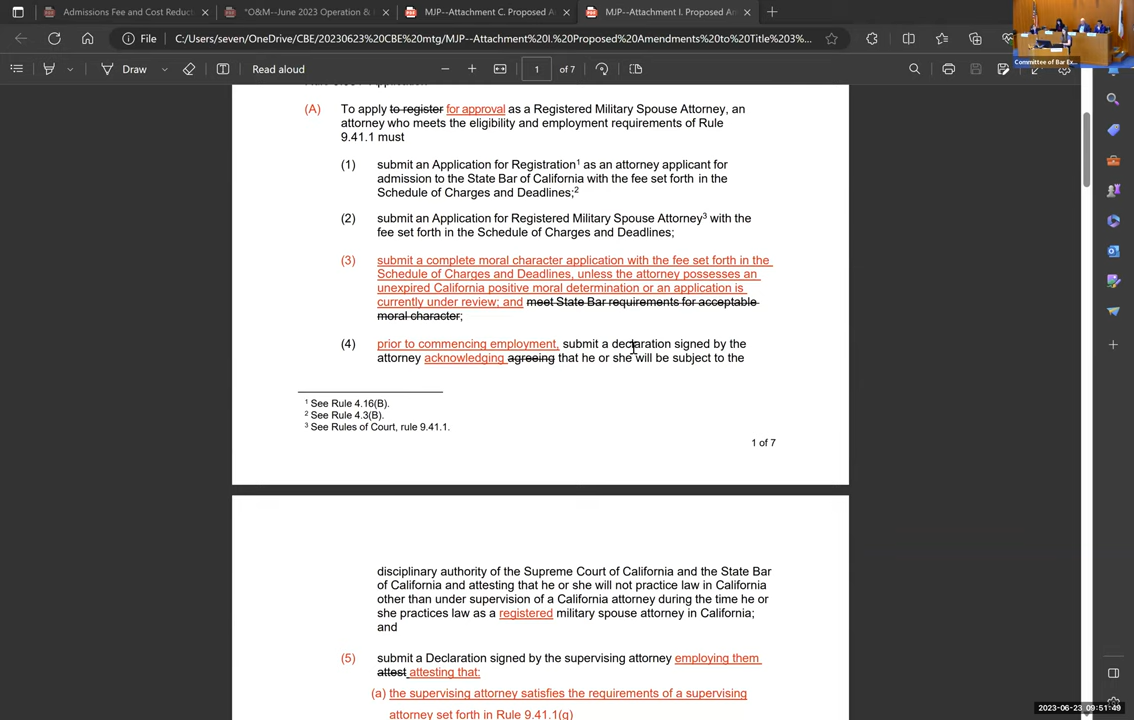 Admissions Fee and Cost Reduct
"O&M--June 2023 Operation &
MJP--Attachment C. Proposed A
MJP--Attachment I. Proposed Am
File
C:/Users/seven/OneDrive/CBE/20230623%20CBE%20mtg/MJP--Attachment%20I.%20Proposed%20Amendments%20to%20Title%203%...
Draw
Read aloud
1
of 7
Committee of Bar Ex...
(A) To apply to register for approval as a Registered Military Spouse Attorney, an
attorney who meets the eligibility and employment requirements of Rule
9.41.1 must
(1) submit an Application for Registration1 as an attorney applicant for
admission to the State Bar of California with the fee set forth in the
Schedule of Charges and Deadlines;2
(2) submit an Application for Registered Military Spouse Attorney3 with the
fee set forth in the Schedule of Charges and Deadlines;
(3) submit a complete moral character application with the fee set forth in the
Schedule of Charges and Deadlines, unless the attorney possesses an
unexpired California positive moral determination or an application is
currently under review; and meet State Bar requirements for acceptable
moral character;
(4) prior to commencing employment, submit a declaration signed by the
attorney acknowledging agreeing that he or she will be subject to the
1 See Rule 4.16(B).
2 See Rule 4.3(B).
3 See Rules of Court, rule 9.41.1.
1 of 7
disciplinary authority of the Supreme Court of California and the State Bar
of California and attesting that he or she will not practice law in California
other than under supervision of a California attorney during the time he or
she practices law as a registered military spouse attorney in California;
and
(5) submit a Declaration signed by the supervising attorney employing them
attest attesting that:
(a) the supervising attorney satisfies the requirements of a supervising
attorney set forth in Rule 9.41.1(g)
2023-06-23 09:51:49